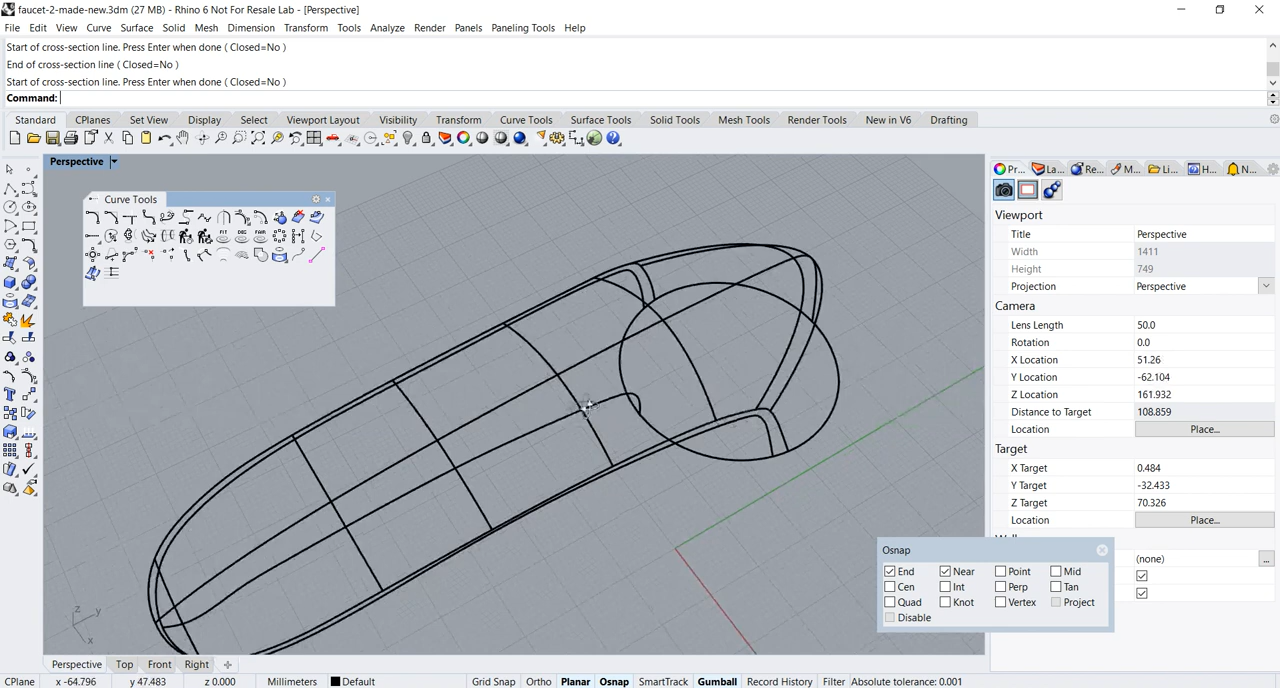 faucet-2-made-new.3dm (27 MB) - Rhino 6 Not For Resale Lab - [Perspective]
File Edit View Curve Surface Solid Mesh Dimension Transform Tools Analyze Render Panels Paneling Tools Help
Start of cross-section line. Press Enter when done ( Closed=No )
End of cross-section line ( Closed=No )
Start of cross-section line. Press Enter when done ( Closed=No )
Command:
Standard CPlanes Set View Display Select Viewport Layout Visibility Transform Curve Tools Surface Tools Solid Tools Mesh Tools Render Tools New in V6 Drafting
Perspective
Pr... La... Re... M... Li... H... N...
Curve Tools
Viewport
Title Perspective
Width 1411
Height 749
Projection Perspective
Camera
Lens Length 50.0
Rotation 0.0
X Location 51.26
Y Location -62.104
Z Location 161.932
Distance to Target 108.859
Location Place...
Target
X Target 0.484
Y Target -32.433
Z Target 70.326
Location Place...
(none) ...
Osnap
End Near Point Mid
Cen Int Perp Tan
Quad Knot Vertex Project
Disable
z y x
Perspective Top Front Right
CPlane x -64.796 y 47.483 z 0.000 Millimeters Default Grid Snap Ortho Planar Osnap SmartTrack Gumball Record History Filter Absolute tolerance: 0.001